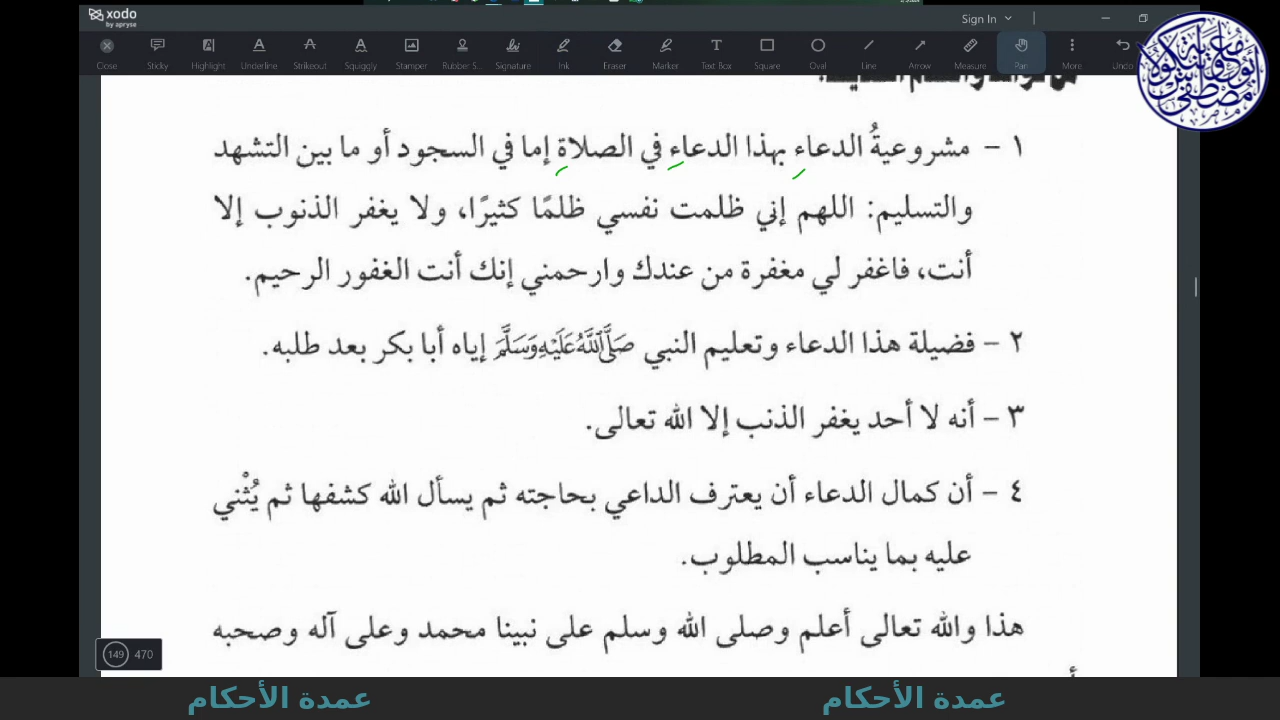 xodo
by apryse
Sign In
Close Sticky Highlight Underline Strikeout Squiggly Stamper Rubber S... Signature Ink Eraser Marker Text Box Square Oval Line Arrow Measure Pan More Undo
١ – مشروعيةُ الدعاء بهذا الدعاء في الصلاة إما في السجود أو ما بين التشهد
والتسليم: اللهم إني ظلمت نفسي ظلمًا كثيرًا، ولا يغفر الذنوب إلا
أنت، فاغفر لي مغفرة من عندك وارحمني إنك أنت الغفور الرحيم.
٢ – فضيلة هذا الدعاء وتعليم النبي صَلَّى اللَّهُ عَلَيْهِ وَسَلَّمَ إياه أبا بكر بعد طلبه.
٣ – أنه لا أحد يغفر الذنب إلا الله تعالى.
٤ – أن كمال الدعاء أن يعترف الداعي بحاجته ثم يسأل الله كشفها ثم يُثْني
عليه بما يناسب المطلوب.
هذا والله تعالى أعلم وصلى الله وسلم على نبينا محمد وعلى آله وصحبه
149 470
عمدة الأحكام عمدة الأحكام